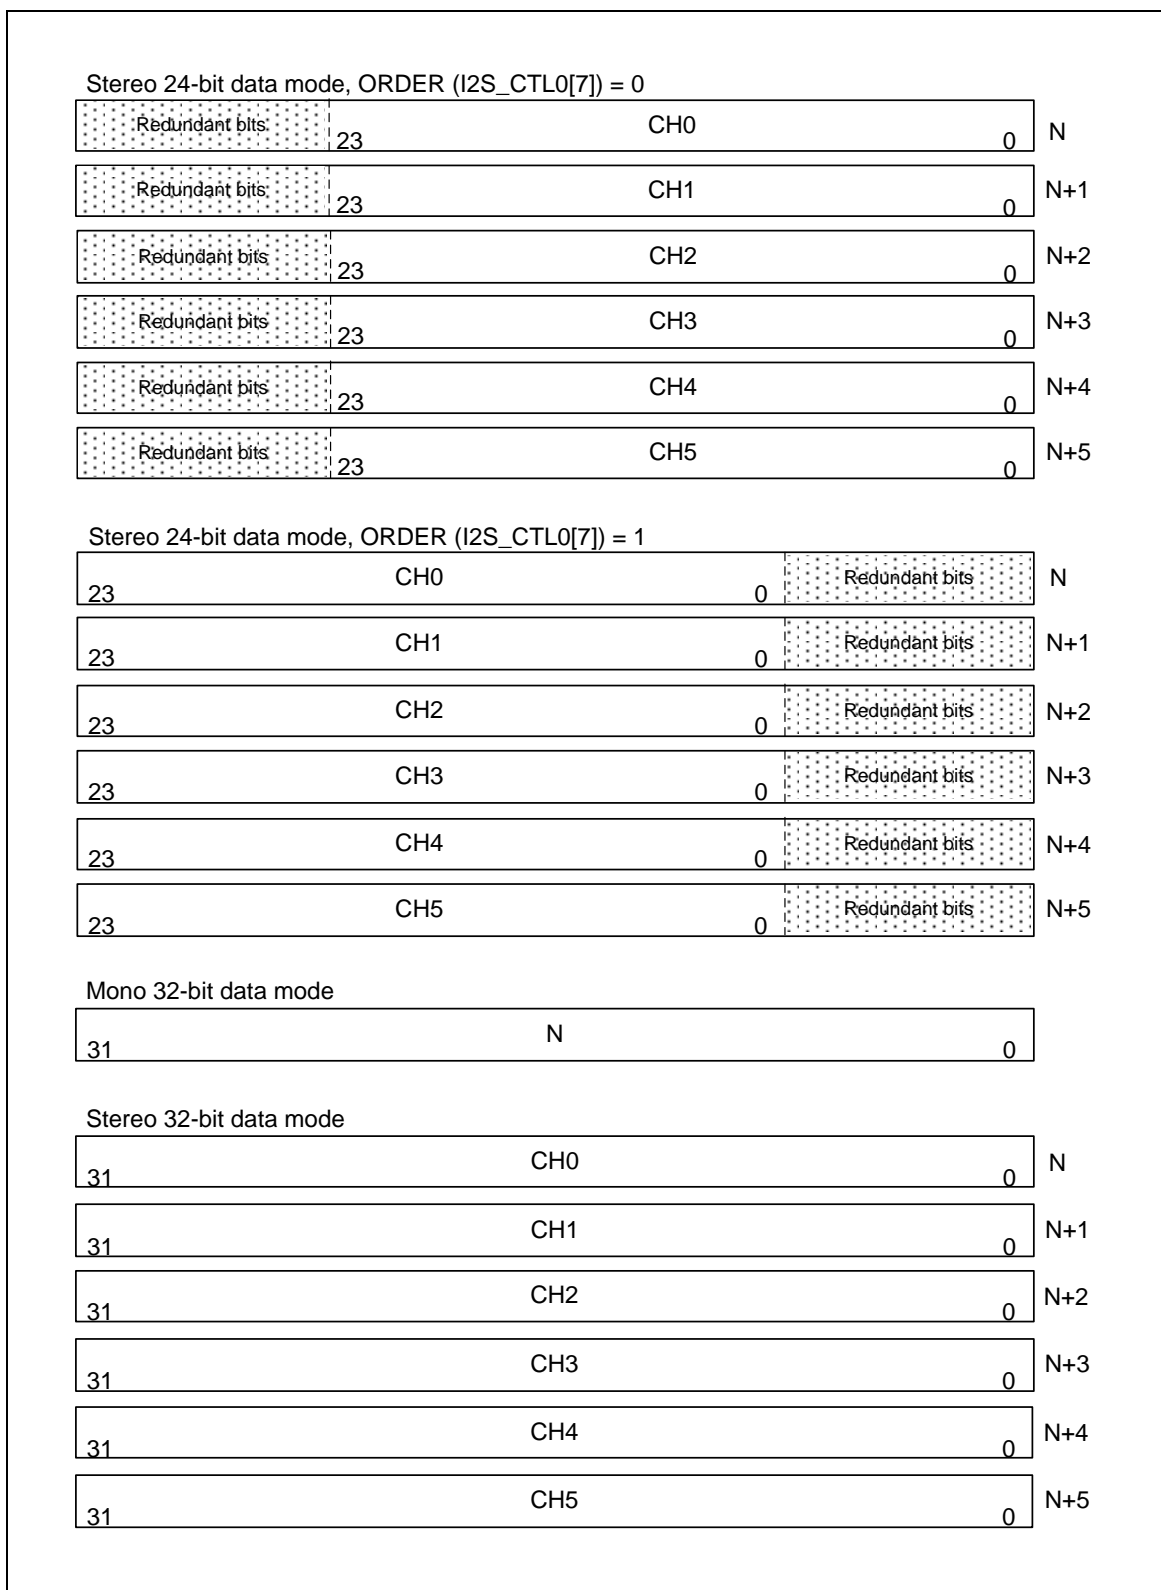 Stereo 24-bit data mode, ORDER (I2S_CTL0[7]) = 0
Redundant bits 23 CH0 0 N
Redundant bits 23 CH1 0 N+1
Redundant bits 23 CH2 0 N+2
Redundant bits 23 CH3 0 N+3
Redundant bits 23 CH4 0 N+4
Redundant bits 23 CH5 0 N+5
Stereo 24-bit data mode, ORDER (I2S_CTL0[7]) = 1
23 CH0 0 Redundant bits N
23 CH1 0 Redundant bits N+1
23 CH2 0 Redundant bits N+2
23 CH3 0 Redundant bits N+3
23 CH4 0 Redundant bits N+4
23 CH5 0 Redundant bits N+5
Mono 32-bit data mode
31 N 0
Stereo 32-bit data mode
31 CH0 0 N
31 CH1 0 N+1
31 CH2 0 N+2
31 CH3 0 N+3
31 CH4 0 N+4
31 CH5 0 N+5